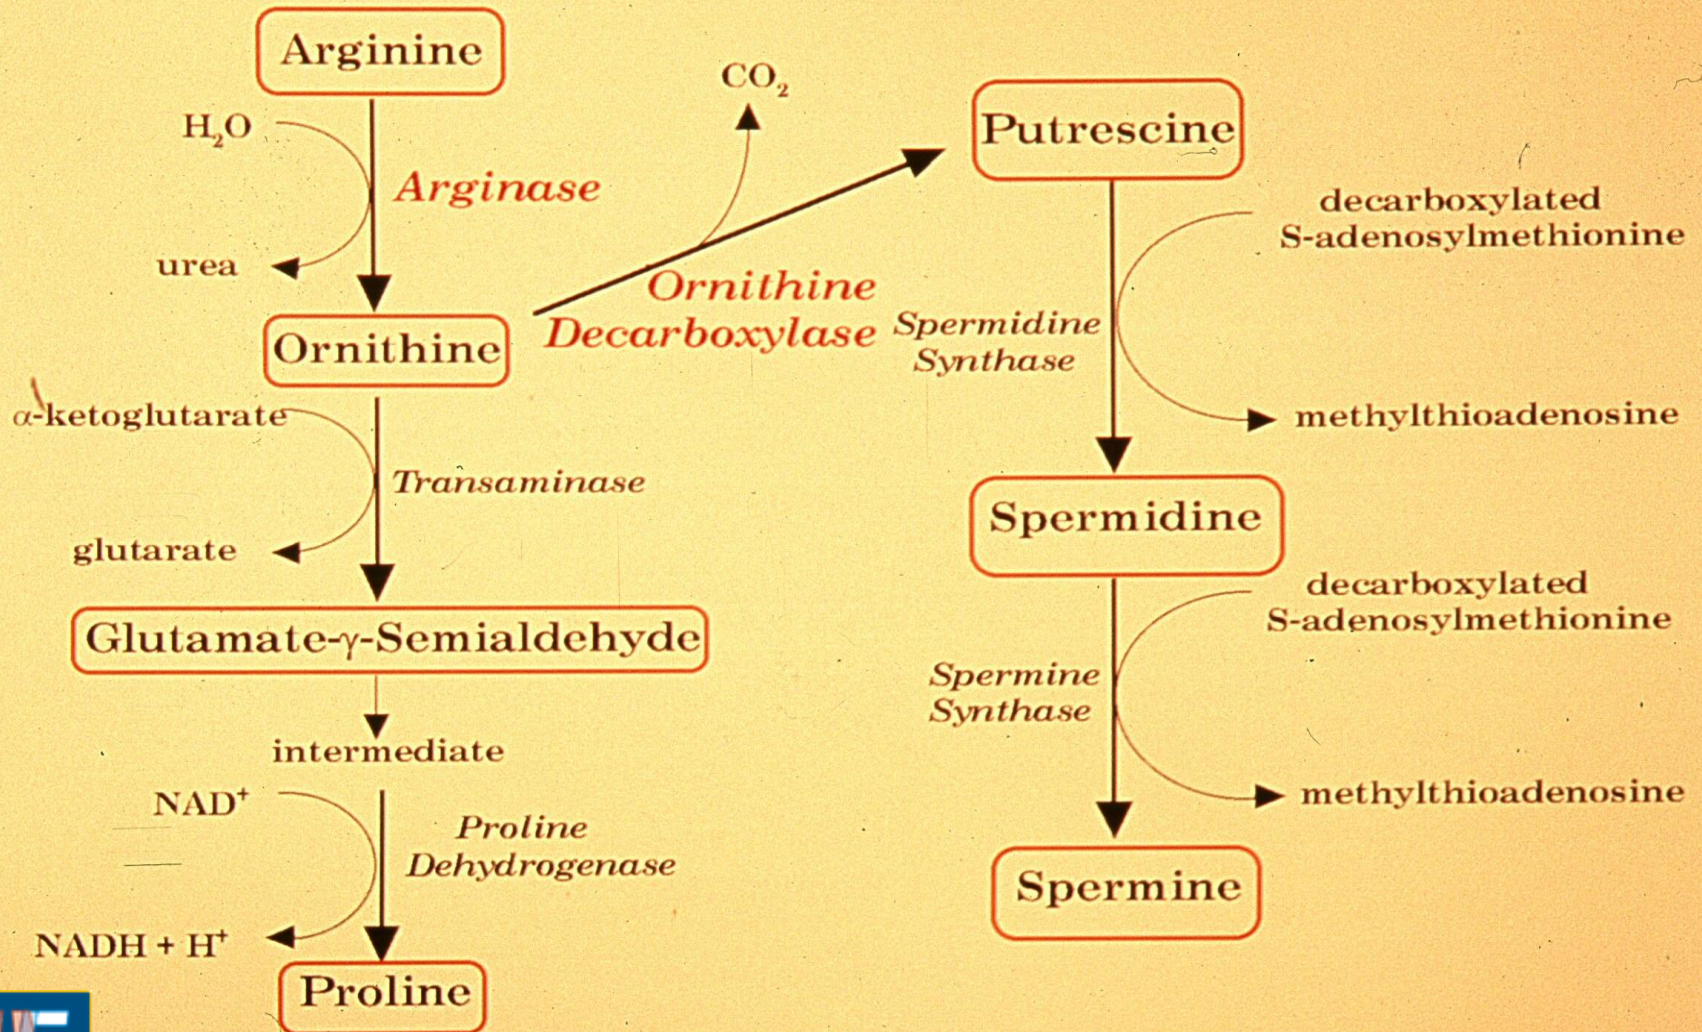 Arginine
H₂O
Arginase
urea
Ornithine
α-ketoglutarate
Transaminase
glutarate
Glutamate-γ-Semialdehyde
intermediate
NAD⁺
Proline
Dehydrogenase
NADH + H⁺
Proline
CO₂
Ornithine
Decarboxylase
Putrescine
decarboxylated
S-adenosylmethionine
Spermidine
Synthase
methylthioadenosine
Spermidine
decarboxylated
S-adenosylmethionine
Spermine
Synthase
methylthioadenosine
Spermine